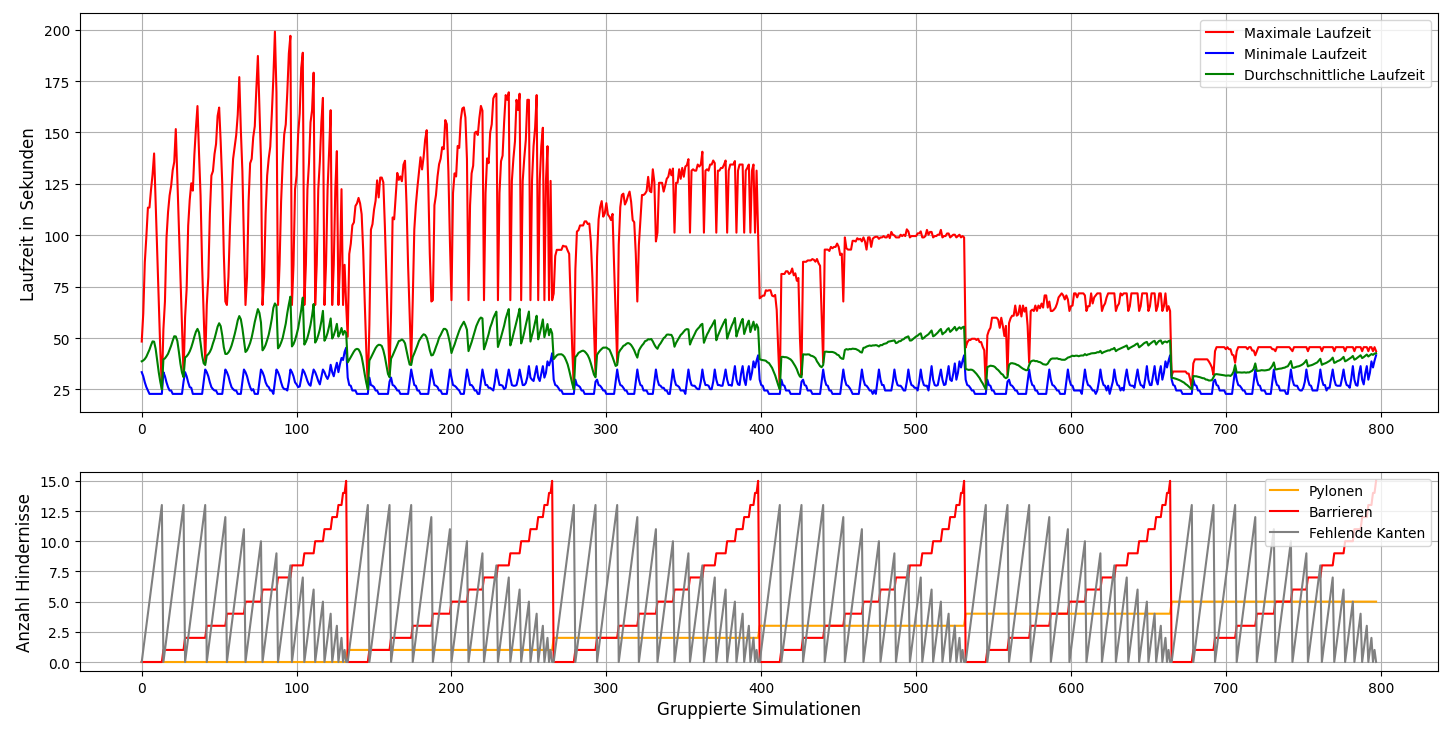 200
175
150
125
100
75
50
25
Laufzeit in Sekunden
Maximale Laufzeit
Minimale Laufzeit
Durchschnittliche Laufzeit
0 100 200 300 400 500 600 700 800
15.0
12.5
10.0
7.5
5.0
2.5
0.0
Anzahl Hindernisse
Pylonen
Barrieren
Fehlende Kanten
0 100 200 300 400 500 600 700 800
Gruppierte Simulationen